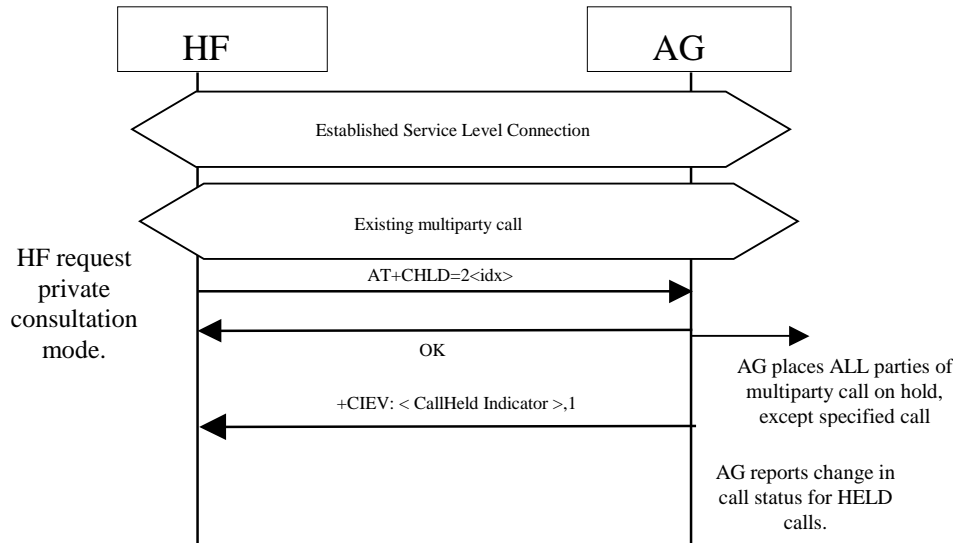 HF
AG
Established Service Level Connection
Existing multiparty call
HF request
private
consultation
mode.
AT+CHLD=2<idx>
OK
AG places ALL parties of
multiparty call on hold,
except specified call
+CIEV: < CallHeld Indicator >,1
AG reports change in
call status for HELD
calls.